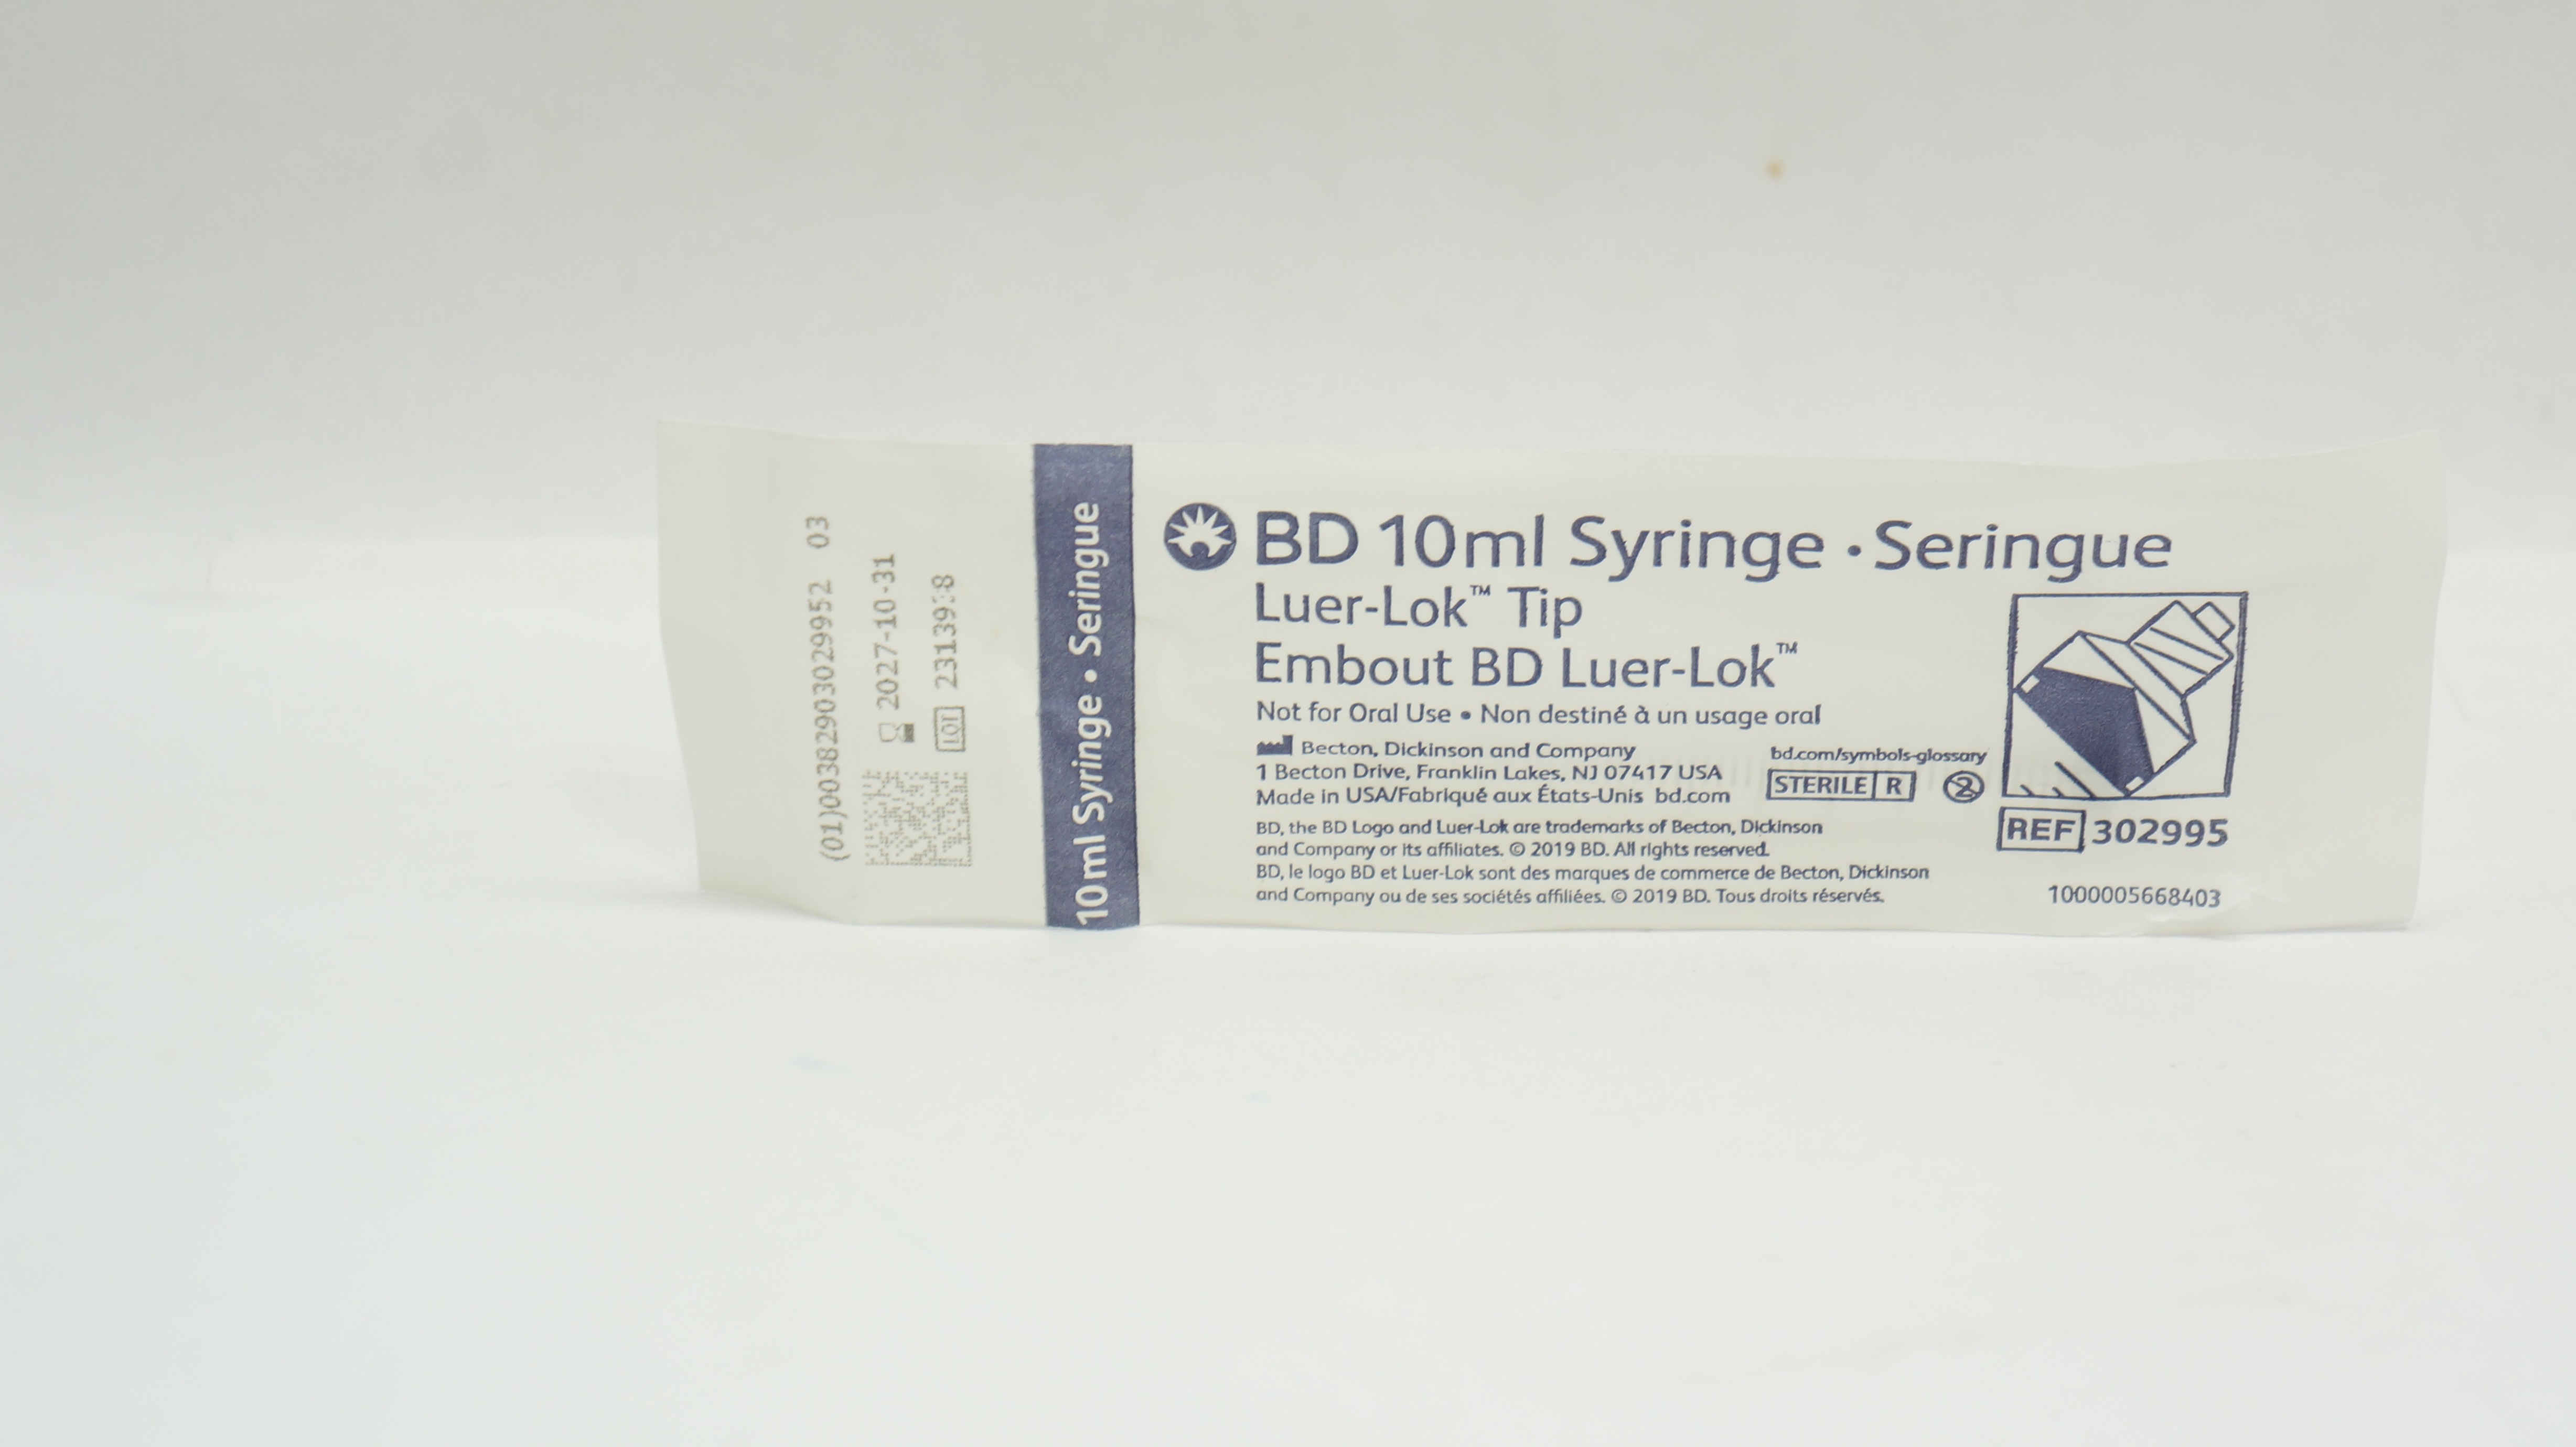 (01)00382903029952 03
2027-10-31
LOT
10ml Syringe • Seringue
BD 10ml Syringe • Seringue
Luer-Lok™ Tip
Embout BD Luer-Lok™
Not for Oral Use • Non destiné à un usage oral
Becton, Dickinson and Company
1 Becton Drive, Franklin Lakes, NJ 07417 USA
Made in USA/Fabriqué aux États-Unis bd.com
bd.com/symbols-glossary
STERILE R
2
BD, the BD Logo and Luer-Lok are trademarks of Becton, Dickinson
and Company or its affiliates. © 2019 BD. All rights reserved.
BD, le logo BD et Luer-Lok sont des marques de commerce de Becton, Dickinson
and Company ou de ses sociétés affiliées. © 2019 BD. Tous droits réservés.
REF 302995
1000005668403